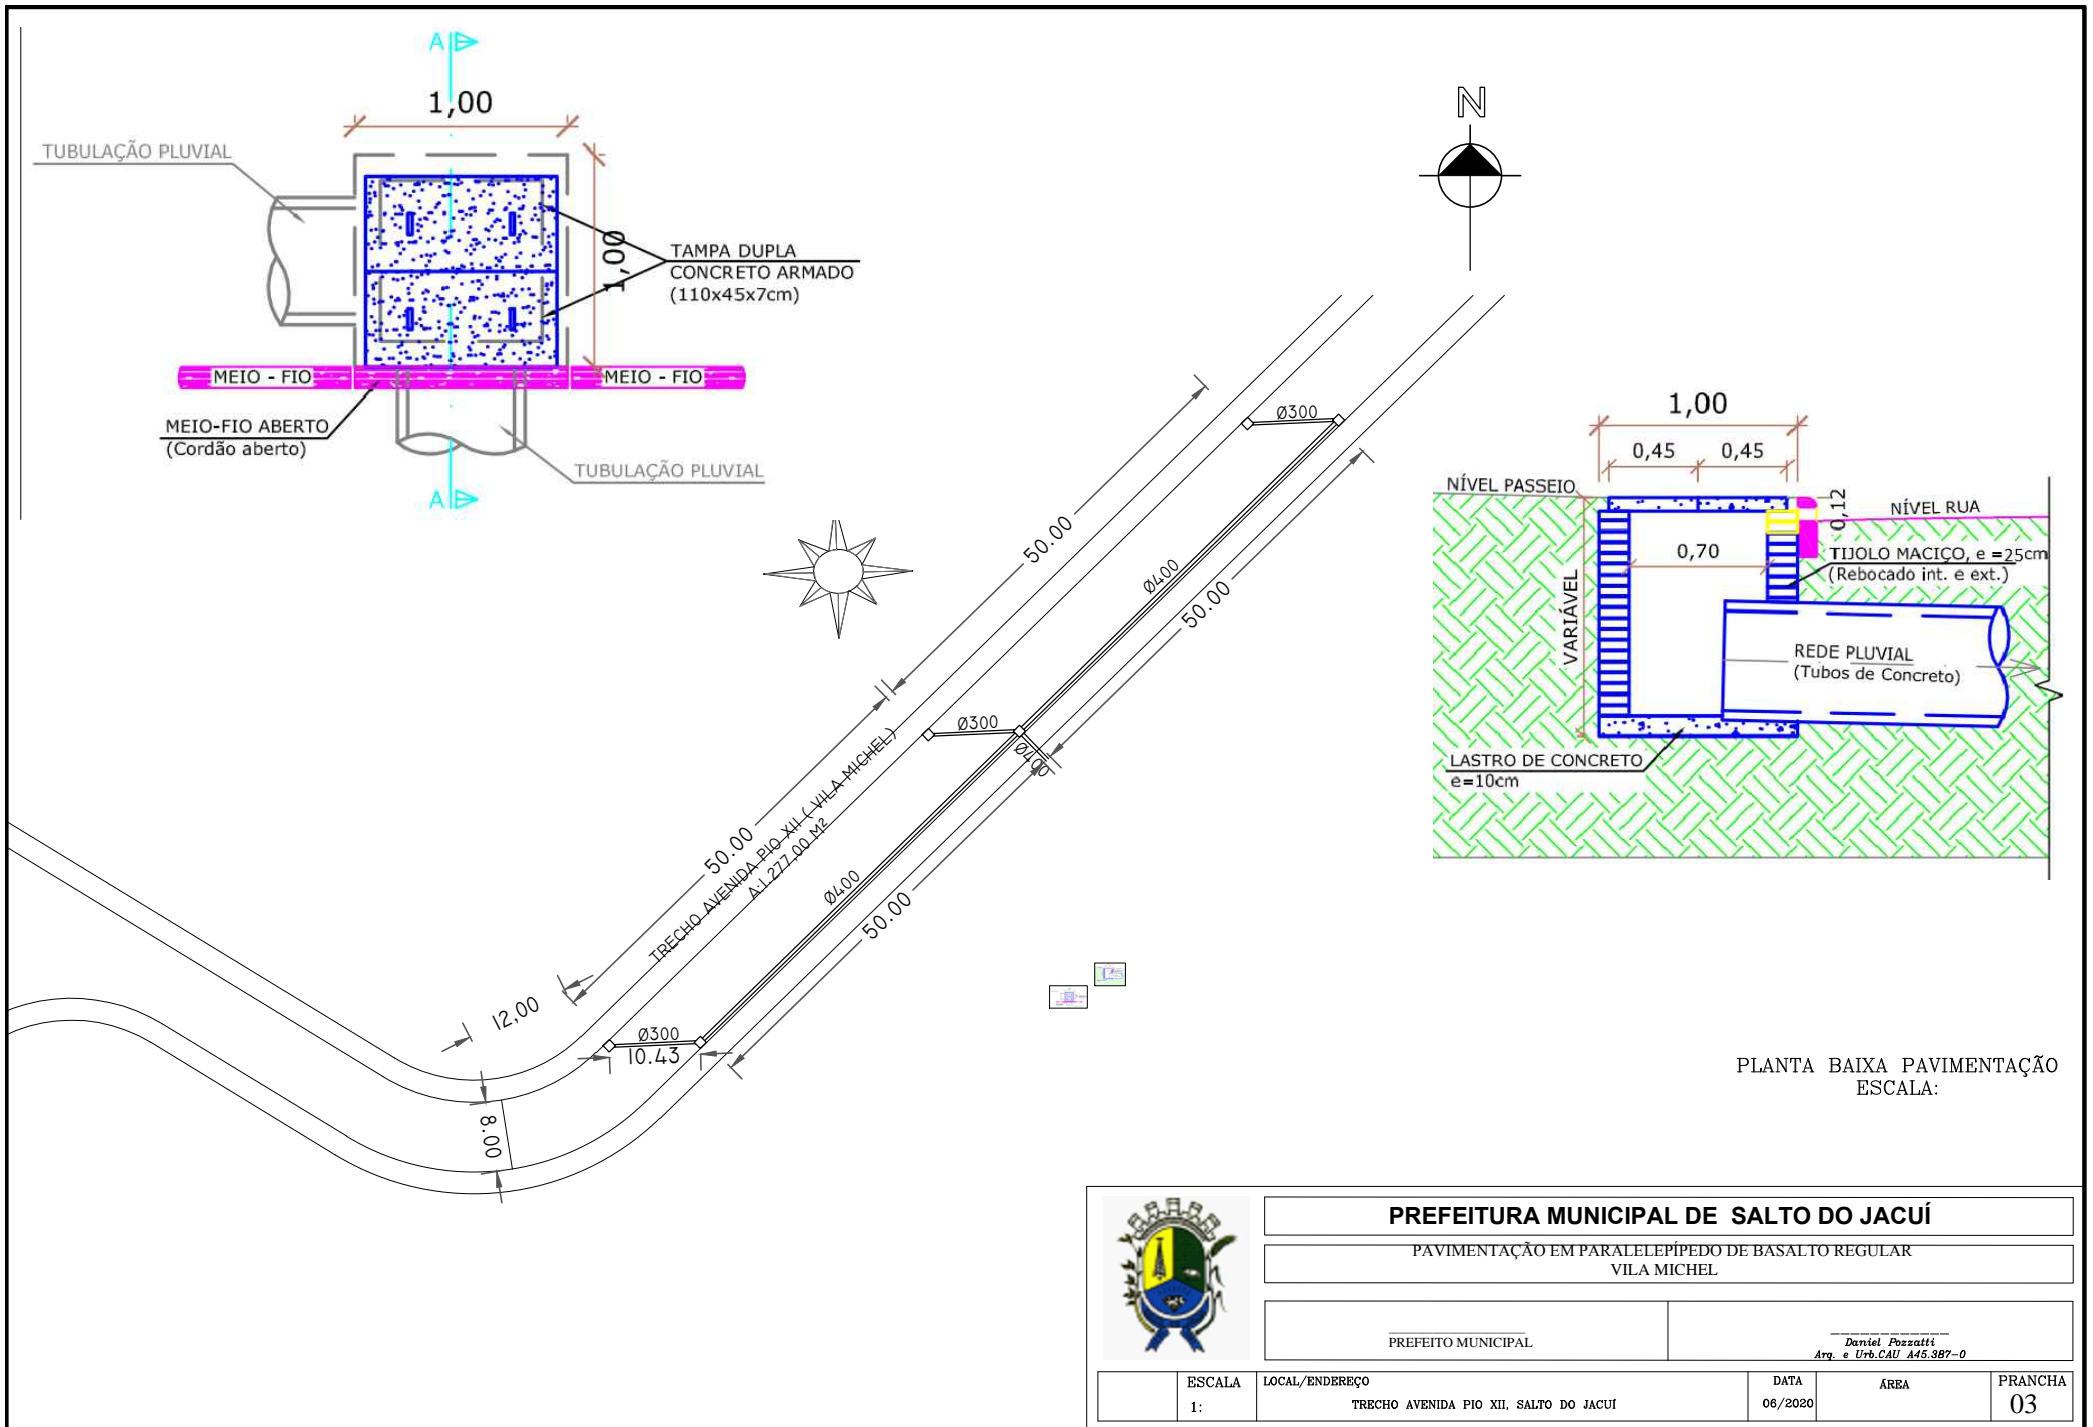 A
1,00
TUBULAÇÃO PLUVIAL
1,00
TAMPA DUPLA
CONCRETO ARMADO
(110x45x7cm)
MEIO - FIO
MEIO - FIO
MEIO-FIO ABERTO
(Cordão aberto)
TUBULAÇÃO PLUVIAL
A
N
Ø300
50.00
Ø400
50.00
Ø300
Ø400
50.00
TRECHO AVENIDA PIO XII ( VILA MICHEL)
A:1.277,00 M²
Ø400
50.00
12,00
Ø300
10.43
8.00
1,00
0,45
0,45
NÍVEL PASSEIO
0,12
NÍVEL RUA
0,70
TIJOLO MACIÇO, e =25cm
(Rebocado int. e ext.)
VARIÁVEL
REDE PLUVIAL
(Tubos de Concreto)
LASTRO DE CONCRETO
e=10cm
PLANTA BAIXA PAVIMENTAÇÃO
ESCALA:
PREFEITURA MUNICIPAL DE SALTO DO JACUÍ
PAVIMENTAÇÃO EM PARALELEPÍPEDO DE BASALTO REGULAR
VILA MICHEL
PREFEITO MUNICIPAL
Daniel Pozzatti
Arq. e Urb.CAU A45.387-0
ESCALA
1:
LOCAL/ENDEREÇO
TRECHO AVENIDA PIO XII, SALTO DO JACUÍ
DATA
06/2020
ÁREA
PRANCHA
03